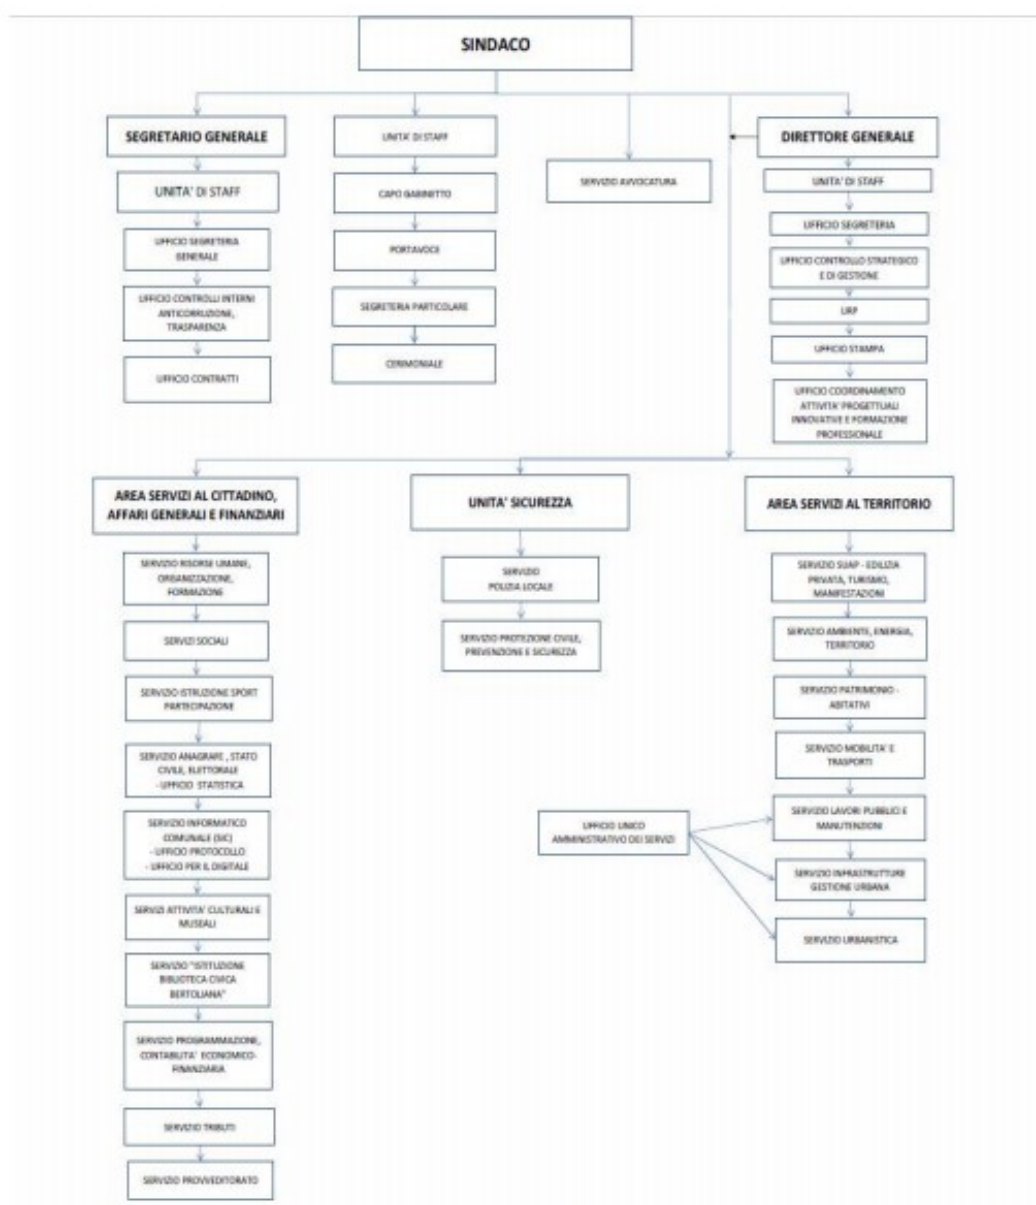 SINDACO
SEGRETARIO GENERALE
UNITA' DI STAFF
UFFICIO SEGRETERIA
GENERALE
UFFICIO CONTROLLI INTERNI
ANTICORRUZIONE,
TRASPARENZA
UFFICIO CONTRATTI
UNITA' DI STAFF
CAPO GABINETTO
PORTAVOCE
SEGRETERIA PARTICOLARE
CERIMONIALE
SERVIZIO AVVOCATURA
DIRETTORE GENERALE
UNITA' DI STAFF
UFFICIO SEGRETERIA
UFFICIO CONTROLLO STRATEGICO
E DI GESTIONE
URP
UFFICIO STAMPA
UFFICIO COORDINAMENTO
ATTIVITA' PROGETTUALI
INNOVATIVE E FORMAZIONE
PROFESSIONALE
AREA SERVIZI AL CITTADINO,
AFFARI GENERALI E FINANZIARI
SERVIZIO RISORSE UMANE,
ORGANIZZAZIONE,
FORMAZIONE
SERVIZI SOCIALI
SERVIZIO ISTRUZIONE SPORT
PARTECIPAZIONE
SERVIZIO ANAGRAFE , STATO
CIVILE, ELETTORALE
- UFFICIO STATISTICA
SERVIZIO INFORMATICO
COMUNALE (SIC)
- UFFICIO PROTOCOLLO
- UFFICIO PER IL DIGITALE
SERVIZI ATTIVITA' CULTURALI E
MUSEALI
SERVIZIO "ISTITUZIONE
BIBLIOTECA CIVICA
BERTOLIANA"
SERVIZIO PROGRAMMAZIONE,
CONTABILITA' ECONOMICO-
FINANZIARIA
SERVIZIO TRIBUTI
SERVIZIO PROVVEDITORATO
UNITA' SICUREZZA
SERVIZIO
POLIZIA LOCALE
SERVIZIO PROTEZIONE CIVILE,
PREVENZIONE E SICUREZZA
AREA SERVIZI AL TERRITORIO
SERVIZIO SUAP - EDILIZIA
PRIVATA, TURISMO,
MANIFESTAZIONI
SERVIZIO AMBIENTE, ENERGIA,
TERRITORIO
SERVIZIO PATRIMONIO -
ABITATIVI
SERVIZIO MOBILITA' E
TRASPORTI
UFFICIO UNICO
AMMINISTRATIVO DEI SERVIZI
SERVIZIO LAVORI PUBBLICI E
MANUTENZIONI
SERVIZIO INFRASTRUTTURE
GESTIONE URBANA
SERVIZIO URBANISTICA